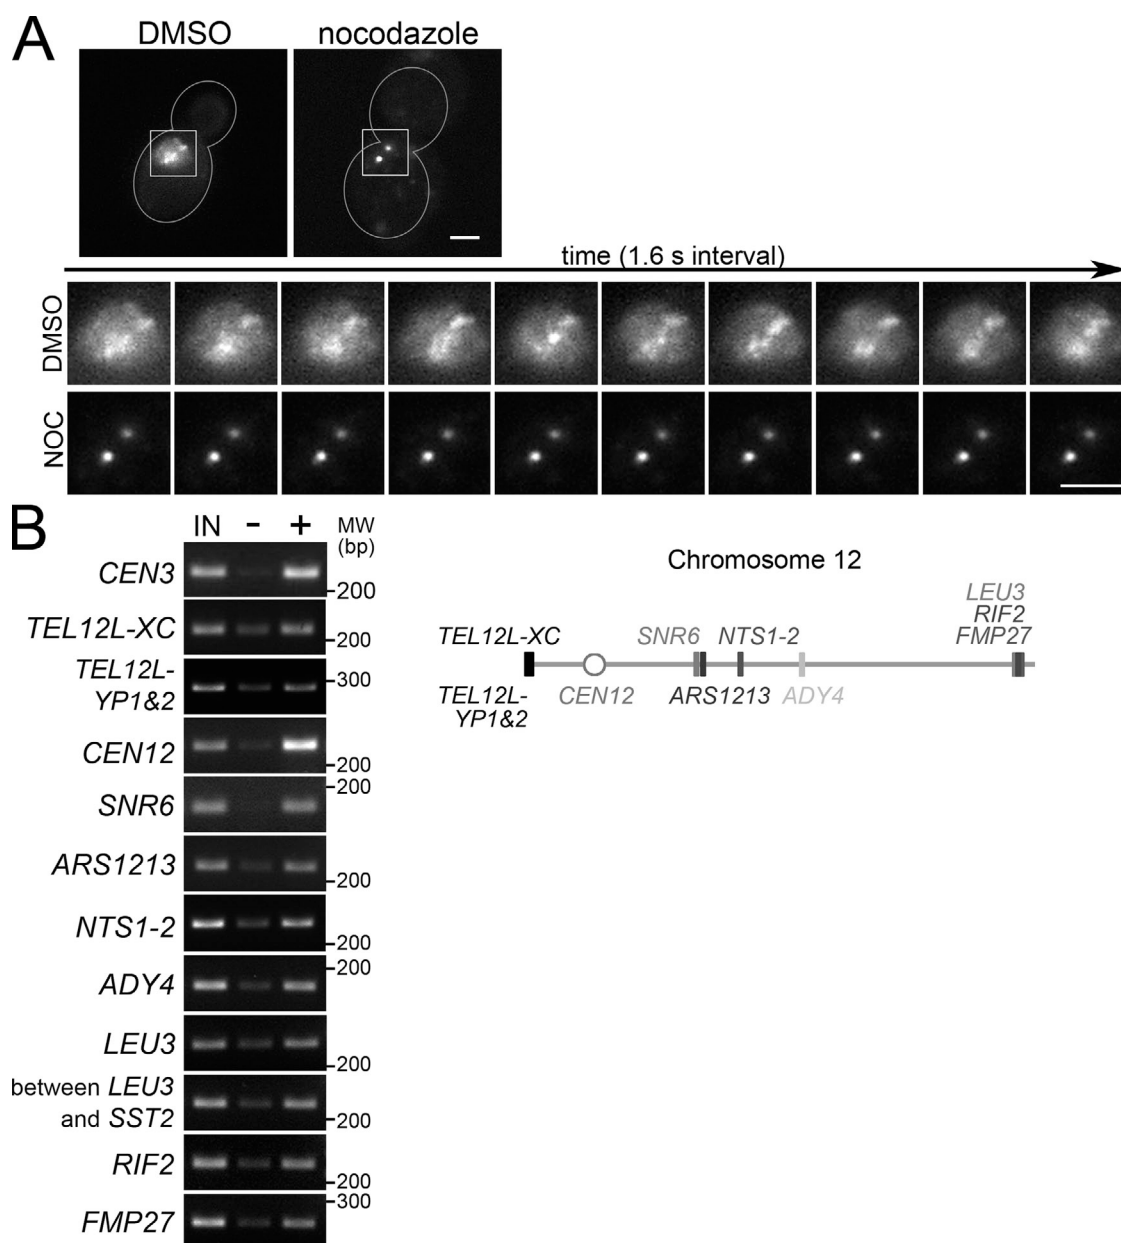 A
DMSO
nocodazole
time (1.6 s interval)
DMSO
NOC
B
IN
-
+
MW
(bp)
CEN3
200
TEL12L-XC
200
TEL12L-
YP1&2
300
CEN12
200
SNR6
200
ARS1213
200
NTS1-2
200
ADY4
200
LEU3
200
between LEU3
and SST2
200
RIF2
200
FMP27
300
Chromosome 12
LEU3
RIF2
FMP27
TEL12L-XC
SNR6
NTS1-2
TEL12L-
YP1&2
CEN12
ARS1213
ADY4